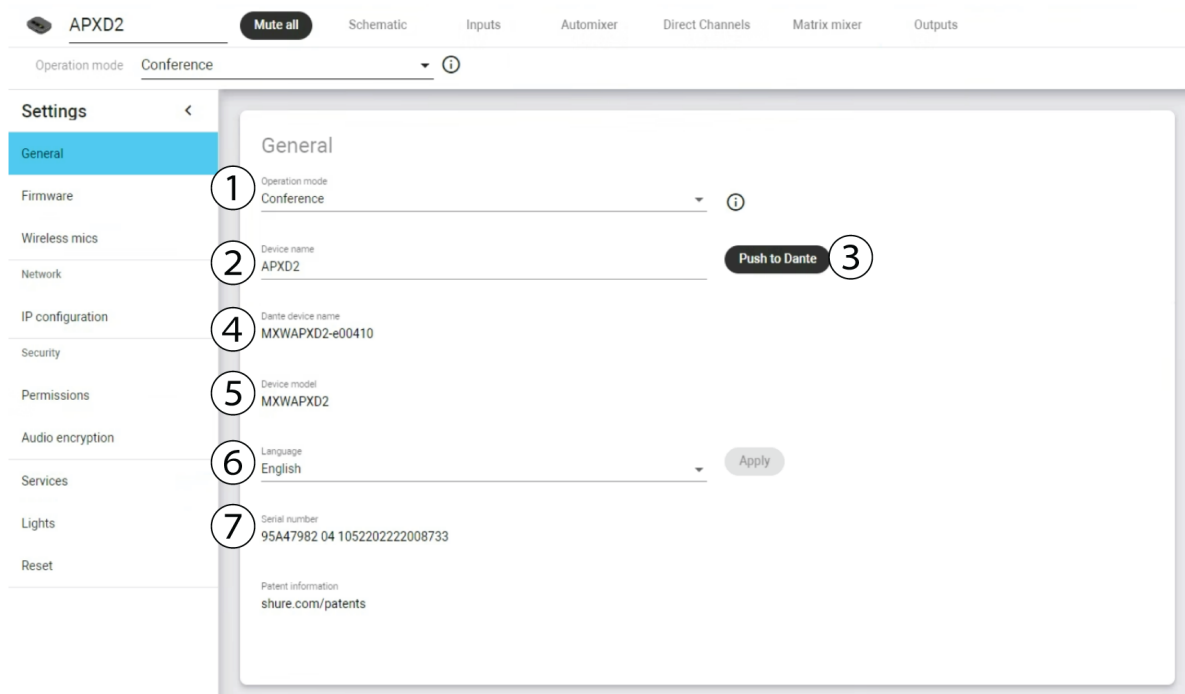 APXD2 Mute all Schematic Inputs Automixer Direct Channels Matrix mixer Outputs
Operation mode Conference
Settings
General
Firmware
Wireless mics
Network
IP configuration
Security
Permissions
Audio encryption
Services
Lights
Reset
General
1
Operation mode
Conference
2
Device name
APXD2
Push to Dante 3
4
Dante device name
MXWAPXD2-e00410
5
Device model
MXWAPXD2
6
Language
English
Apply
7
Serial number
95A47982 04 1052202222008733
Patent information
shure.com/patents